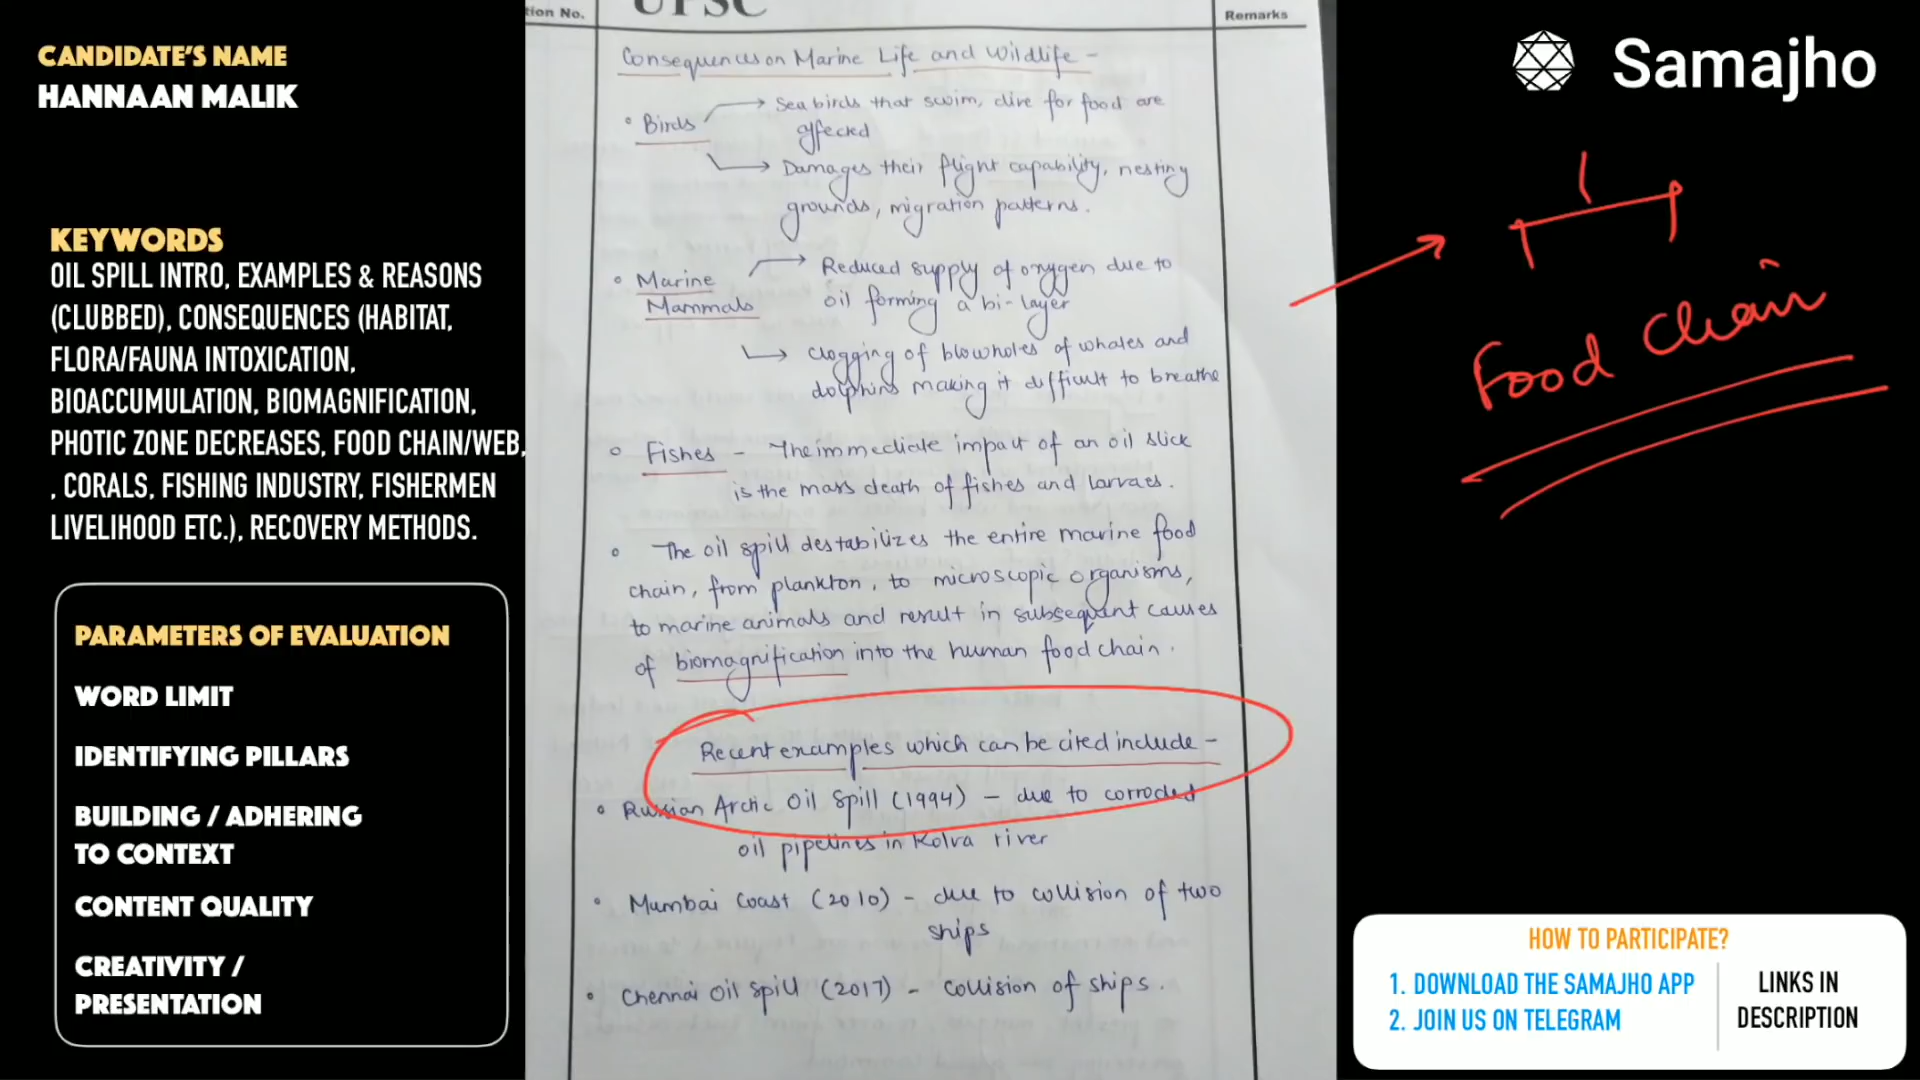 CANDIDATE'S NAME
HANNAAN MALIK
KEYWORDS
OIL SPILL INTRO, EXAMPLES & REASONS
(CLUBBED), CONSEQUENCES (HABITAT,
FLORA/FAUNA INTOXICATION,
BIOACCUMULATION, BIOMAGNIFICATION,
PHOTIC ZONE DECREASES, FOOD CHAIN/WEB,
, CORALS, FISHING INDUSTRY, FISHERMEN
LIVELIHOOD ETC.), RECOVERY METHODS.
PARAMETERS OF EVALUATION
WORD LIMIT
IDENTIFYING PILLARS
BUILDING / ADHERING
TO CONTEXT
CONTENT QUALITY
CREATIVITY /
PRESENTATION
tion No.
UPSC
Remarks
Consequences on Marine Life and Wildlife -
Birds
Sea birds that swim, dive for food are
affected
Damages their flight capability, nesting
grounds, migration patterns.
Marine
Mammals
Reduced supply of oxygen due to
oil forming a bi-layer
Clogging of blowholes of whales and
dolphins making it difficult to breathe
Fishes - The immediate impact of an oil slick
is the mass death of fishes and larvaes.
The oil spill destabilizes the entire marine food
chain, from plankton, to microscopic organisms,
to marine animals and result in subsequent causes
of biomagnification into the human food chain.
Recent examples which can be cited include -
Russian Arctic Oil Spill (1994) - due to corroded
oil pipelines in Kolva river
Mumbai Coast (2010) - due to collision of two
ships
Chennai Oil Spill (2017) - Collision of ships.
Samajho
Food Chain
HOW TO PARTICIPATE?
1. DOWNLOAD THE SAMAJHO APP
2. JOIN US ON TELEGRAM
LINKS IN
DESCRIPTION